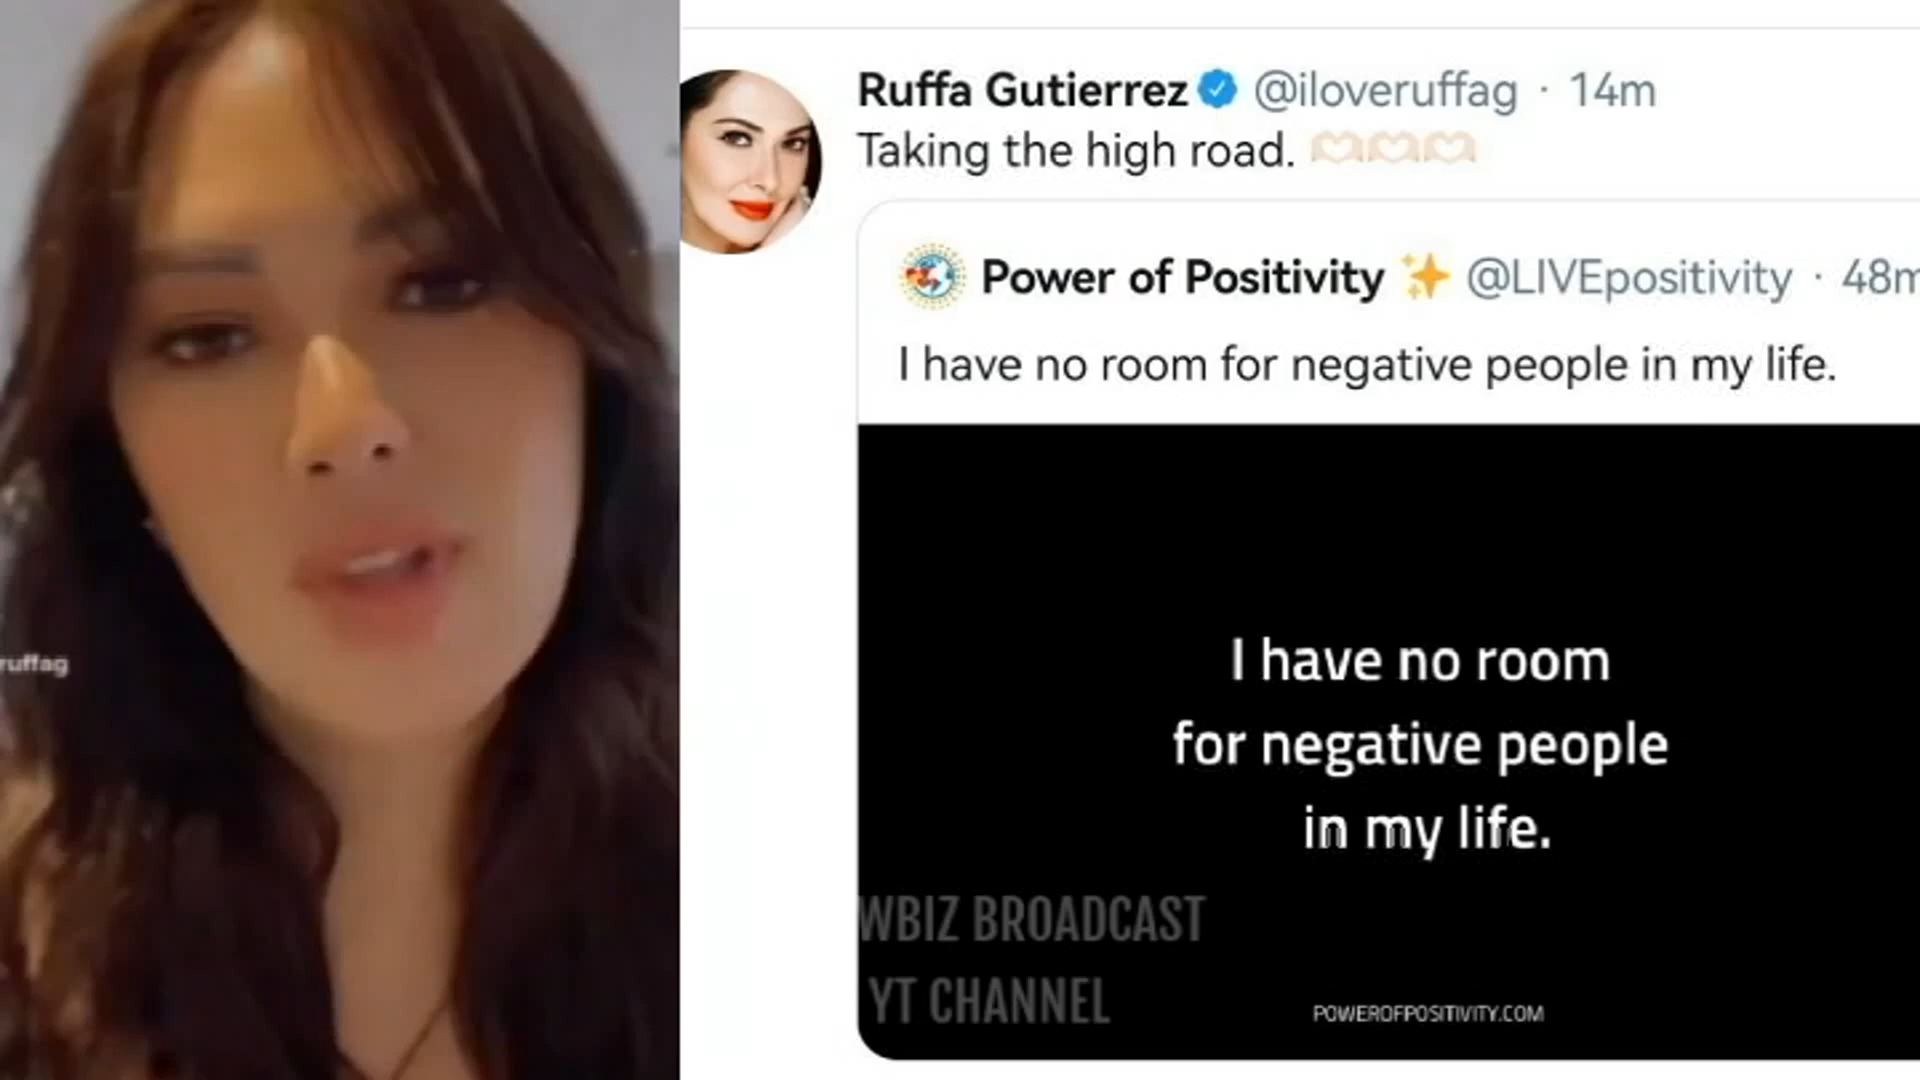 ruffag
Ruffa Gutierrez @iloveruffag · 14m
Taking the high road. 🫶🏻🫶🏻🫶🏻
Power of Positivity ✨ @LIVEpositivity · 48m
I have no room for negative people in my life.
I have no room
for negative people
in my life.
WBIZ BROADCAST
YT CHANNEL
POWEROFPOSITIVITY.COM